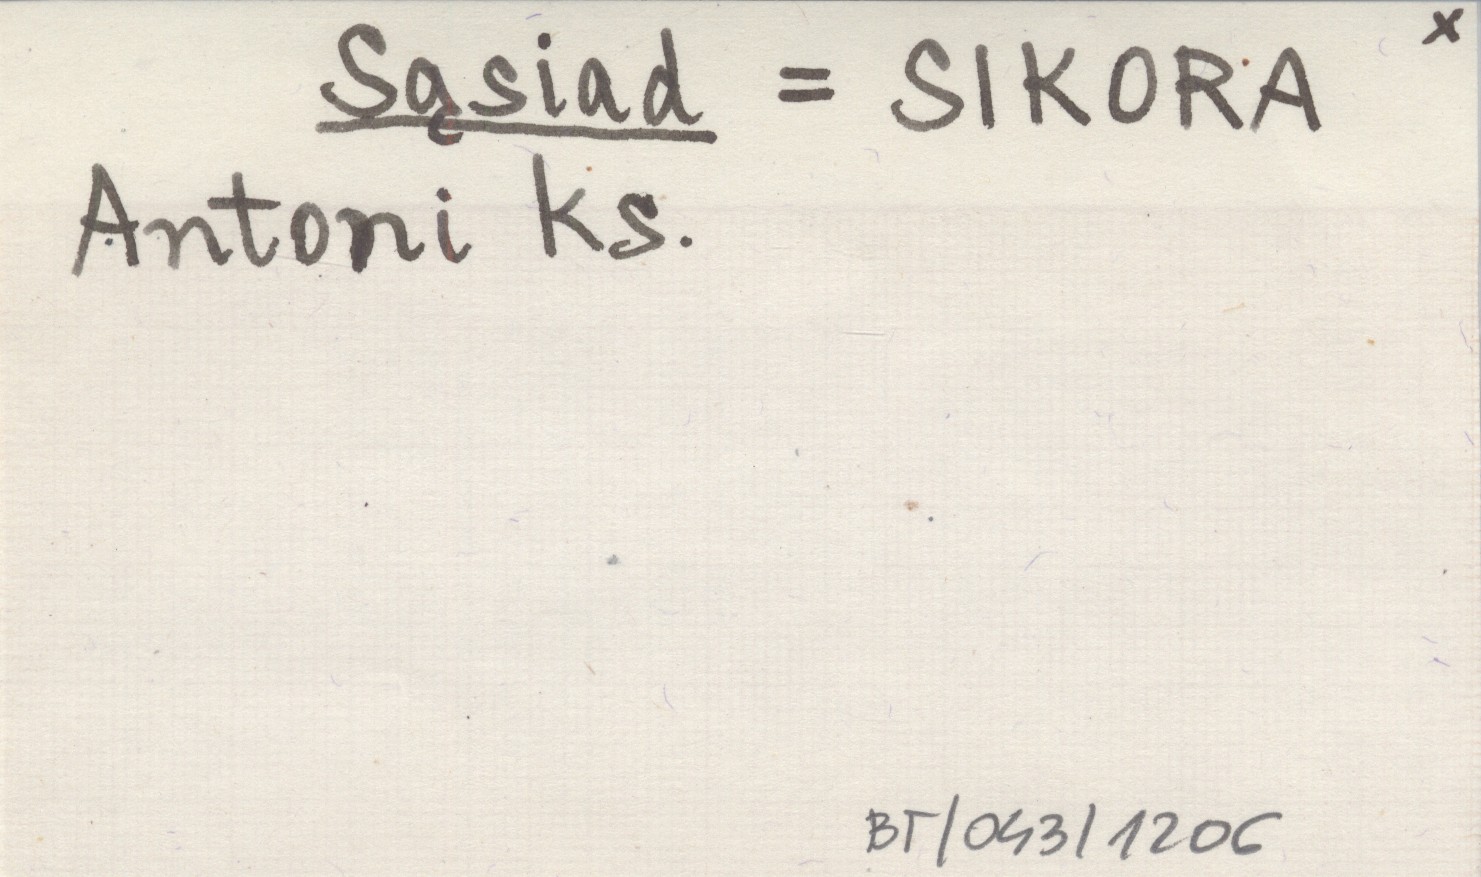 x
Sąsiad = SIKORA
Antoni ks.
BT/043/1206